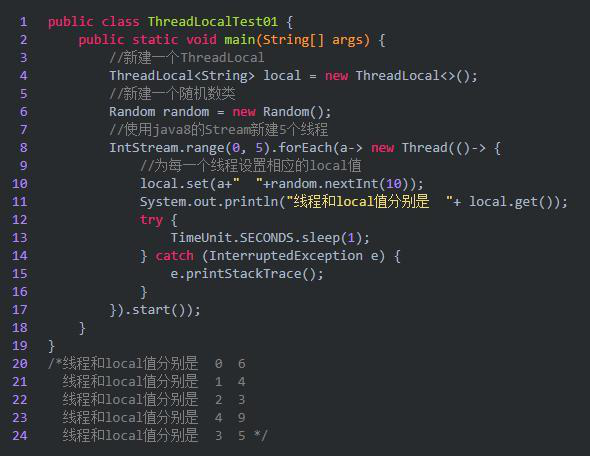 1 public class ThreadLocalTest01 {
2     public static void main(String[] args) {
3         //新建一个ThreadLocal
4         ThreadLocal<String> local = new ThreadLocal<>();
5         //新建一个随机数类
6         Random random = new Random();
7         //使用java8的Stream新建5个线程
8         IntStream.range(0, 5).forEach(a-> new Thread(()-> {
9             //为每一个线程设置相应的local值
10             local.set(a+"  "+random.nextInt(10));
11             System.out.println("线程和local值分别是  "+ local.get());
12             try {
13                 TimeUnit.SECONDS.sleep(1);
14             } catch (InterruptedException e) {
15                 e.printStackTrace();
16             }
17         }).start());
18     }
19 }
20 /*线程和local值分别是  0  6
21   线程和local值分别是  1  4
22   线程和local值分别是  2  3
23   线程和local值分别是  4  9
24   线程和local值分别是  3  5 */